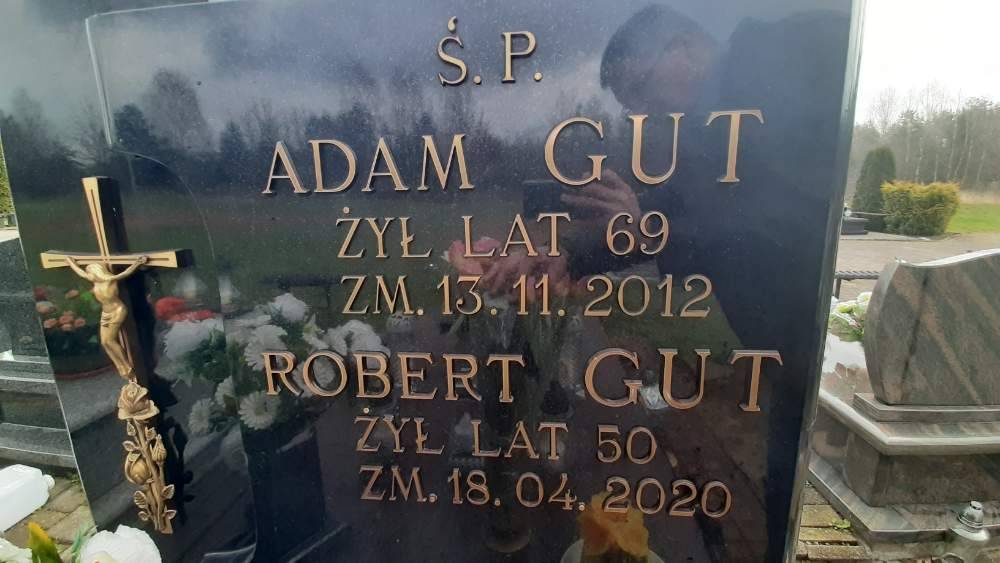 Ś. P.
ADAM GUT
ŻYŁ LAT 69
ZM. 13. 11. 2012
ROBERT GUT
ŻYŁ LAT 50
ZM. 18. 04. 2020